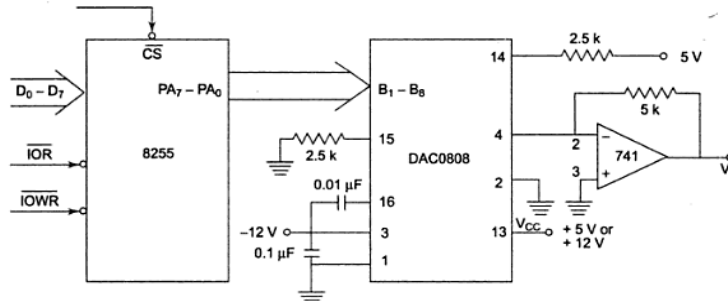 CS
D₀ – D₇
IOR
IOWR
PA₇ – PA₀
8255
2.5 k
0.01 µF
–12 V
0.1 µF
B₁ – B₈
DAC0808
14
15
4
16
2
3
13
1
2.5 k
5 V
5 k
2
–
741
3
+
V
V_CC
+ 5 V or
+ 12 V